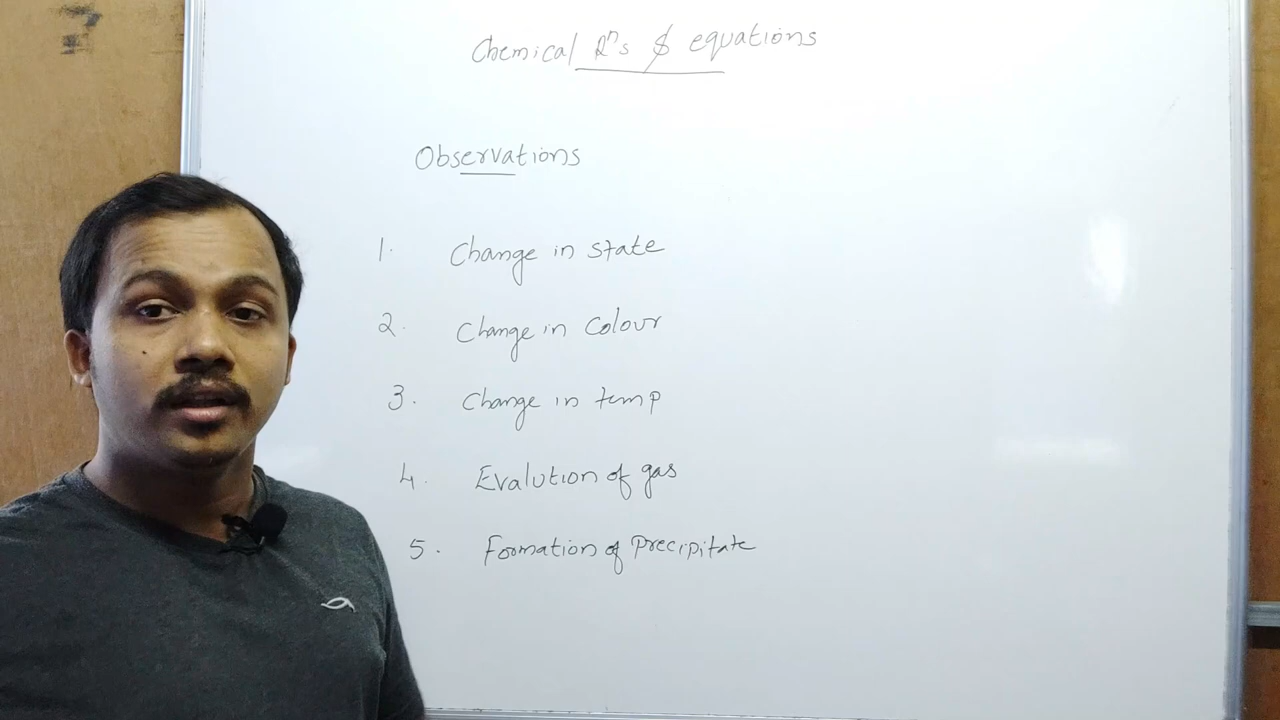 Chemical Rⁿs & equations
Observations
1. Change in state
2. Change in Colour
3. Change in temp
4. Evalution of gas
5. Formation of Precipitate